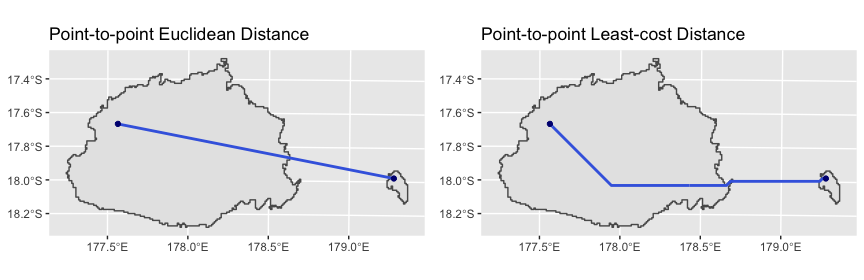 Point-to-point Euclidean Distance
17.4°S
17.6°S
17.8°S
18.0°S
18.2°S
177.5°E 178.0°E 178.5°E 179.0°E
Point-to-point Least-cost Distance
17.4°S
17.6°S
17.8°S
18.0°S
18.2°S
177.5°E 178.0°E 178.5°E 179.0°E